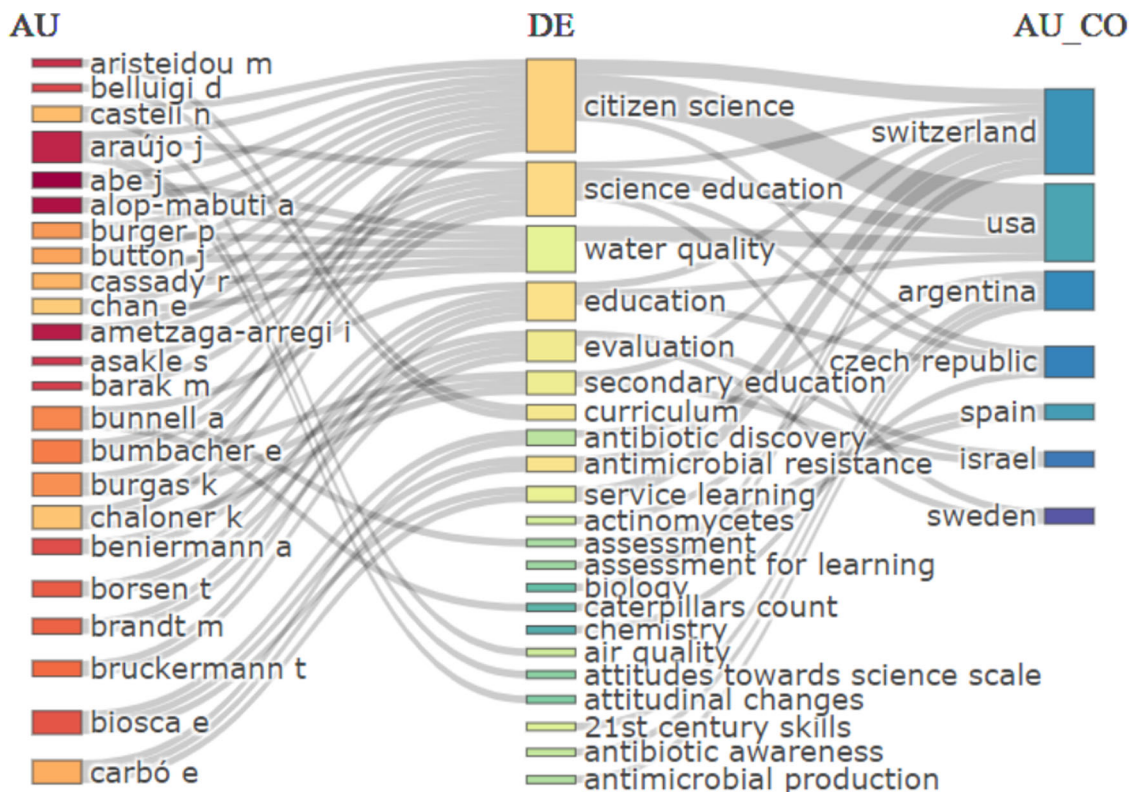 AU
DE
AU_CO
aristeidou m
belluigi d
castell n
araújo j
abe j
alop-mabuti a
burger p
button j
cassady r
chan e
ametzaga-arregi i
asakle s
barak m
bunnell a
bumbacher e
burgas k
chaloner k
beniermann a
borsen t
brandt m
bruckermann t
biosca e
carbó e
citizen science
science education
water quality
education
evaluation
secondary education
curriculum
antibiotic discovery
antimicrobial resistance
service learning
actinomycetes
assessment
assessment for learning
biology
caterpillars count
chemistry
air quality
attitudes towards science scale
attitudinal changes
21st century skills
antibiotic awareness
antimicrobial production
switzerland
usa
argentina
czech republic
spain
israel
sweden